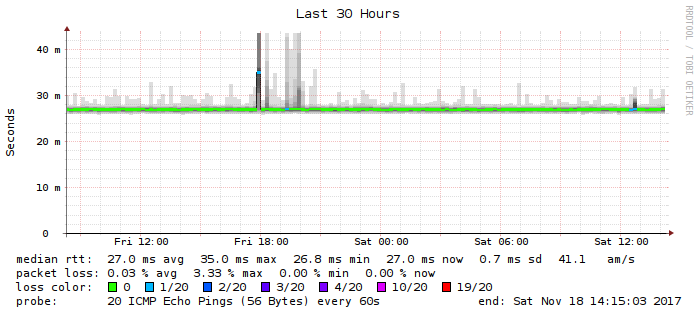 Last 30 Hours
RRDTOOL / TOBI OETIKER
Seconds
40 m
30 m
20 m
10 m
0
Fri 12:00 Fri 18:00 Sat 00:00 Sat 06:00 Sat 12:00
median rtt: 27.0 ms avg 35.0 ms max 26.8 ms min 27.0 ms now 0.7 ms sd 41.1 am/s
packet loss: 0.03 % avg 3.33 % max 0.00 % min 0.00 % now
loss color: 0 1/20 2/20 3/20 4/20 10/20 19/20
probe: 20 ICMP Echo Pings (56 Bytes) every 60s end: Sat Nov 18 14:15:03 2017